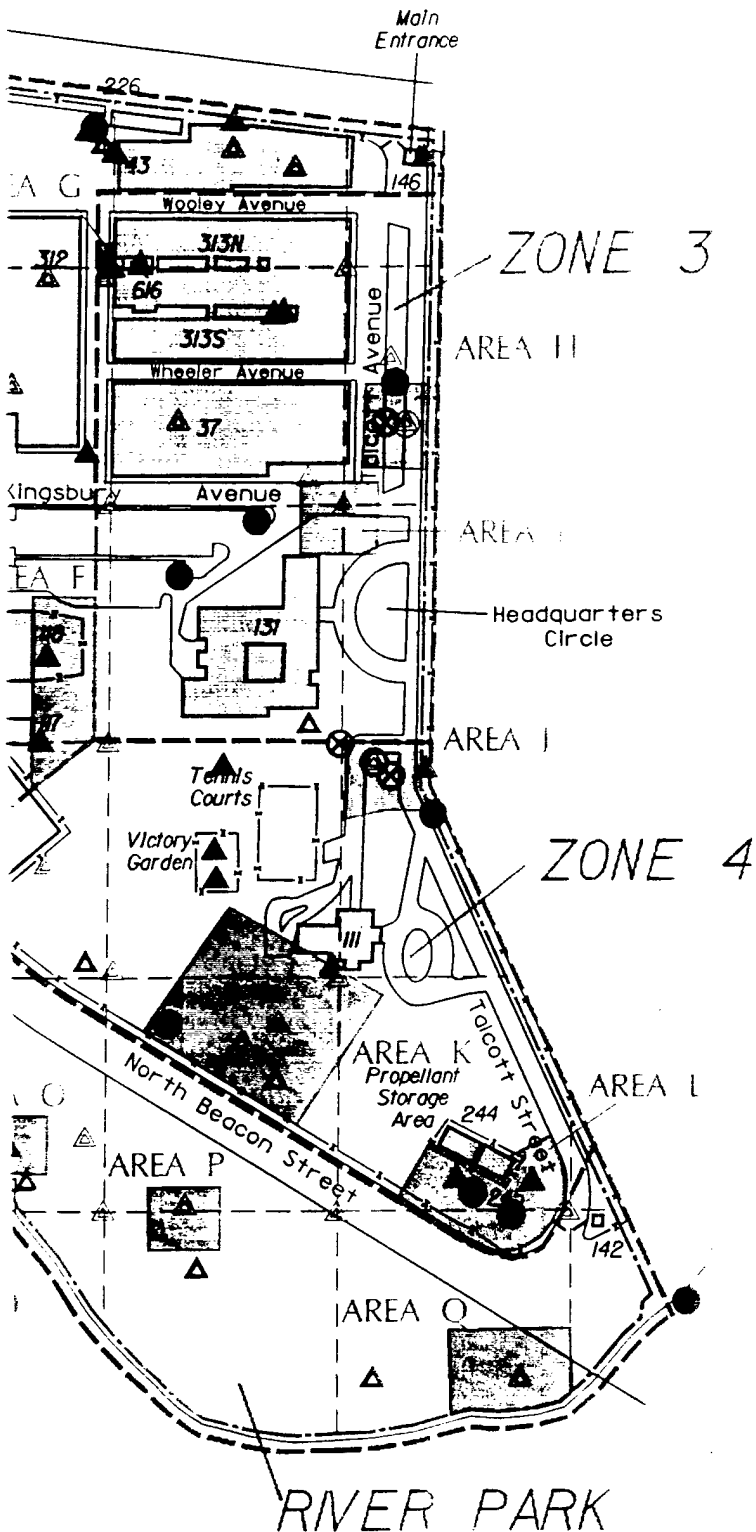 Main
Entrance
226
43
146
EA G
Wooley Avenue
ZONE 3
313N
312
616
313S
Talcott Avenue
AREA H
Wheeler Avenue
37
Kingsbury Avenue
AREA
EA F
Headquarters
Circle
131
AREA J
Tennis
Courts
Victory
Garden
ZONE 4
111
AREA K
Propellant
Storage
Area
Talcott Street
North Beacon Street
244
AREA L
AREA P
142
AREA Q
RIVER PARK